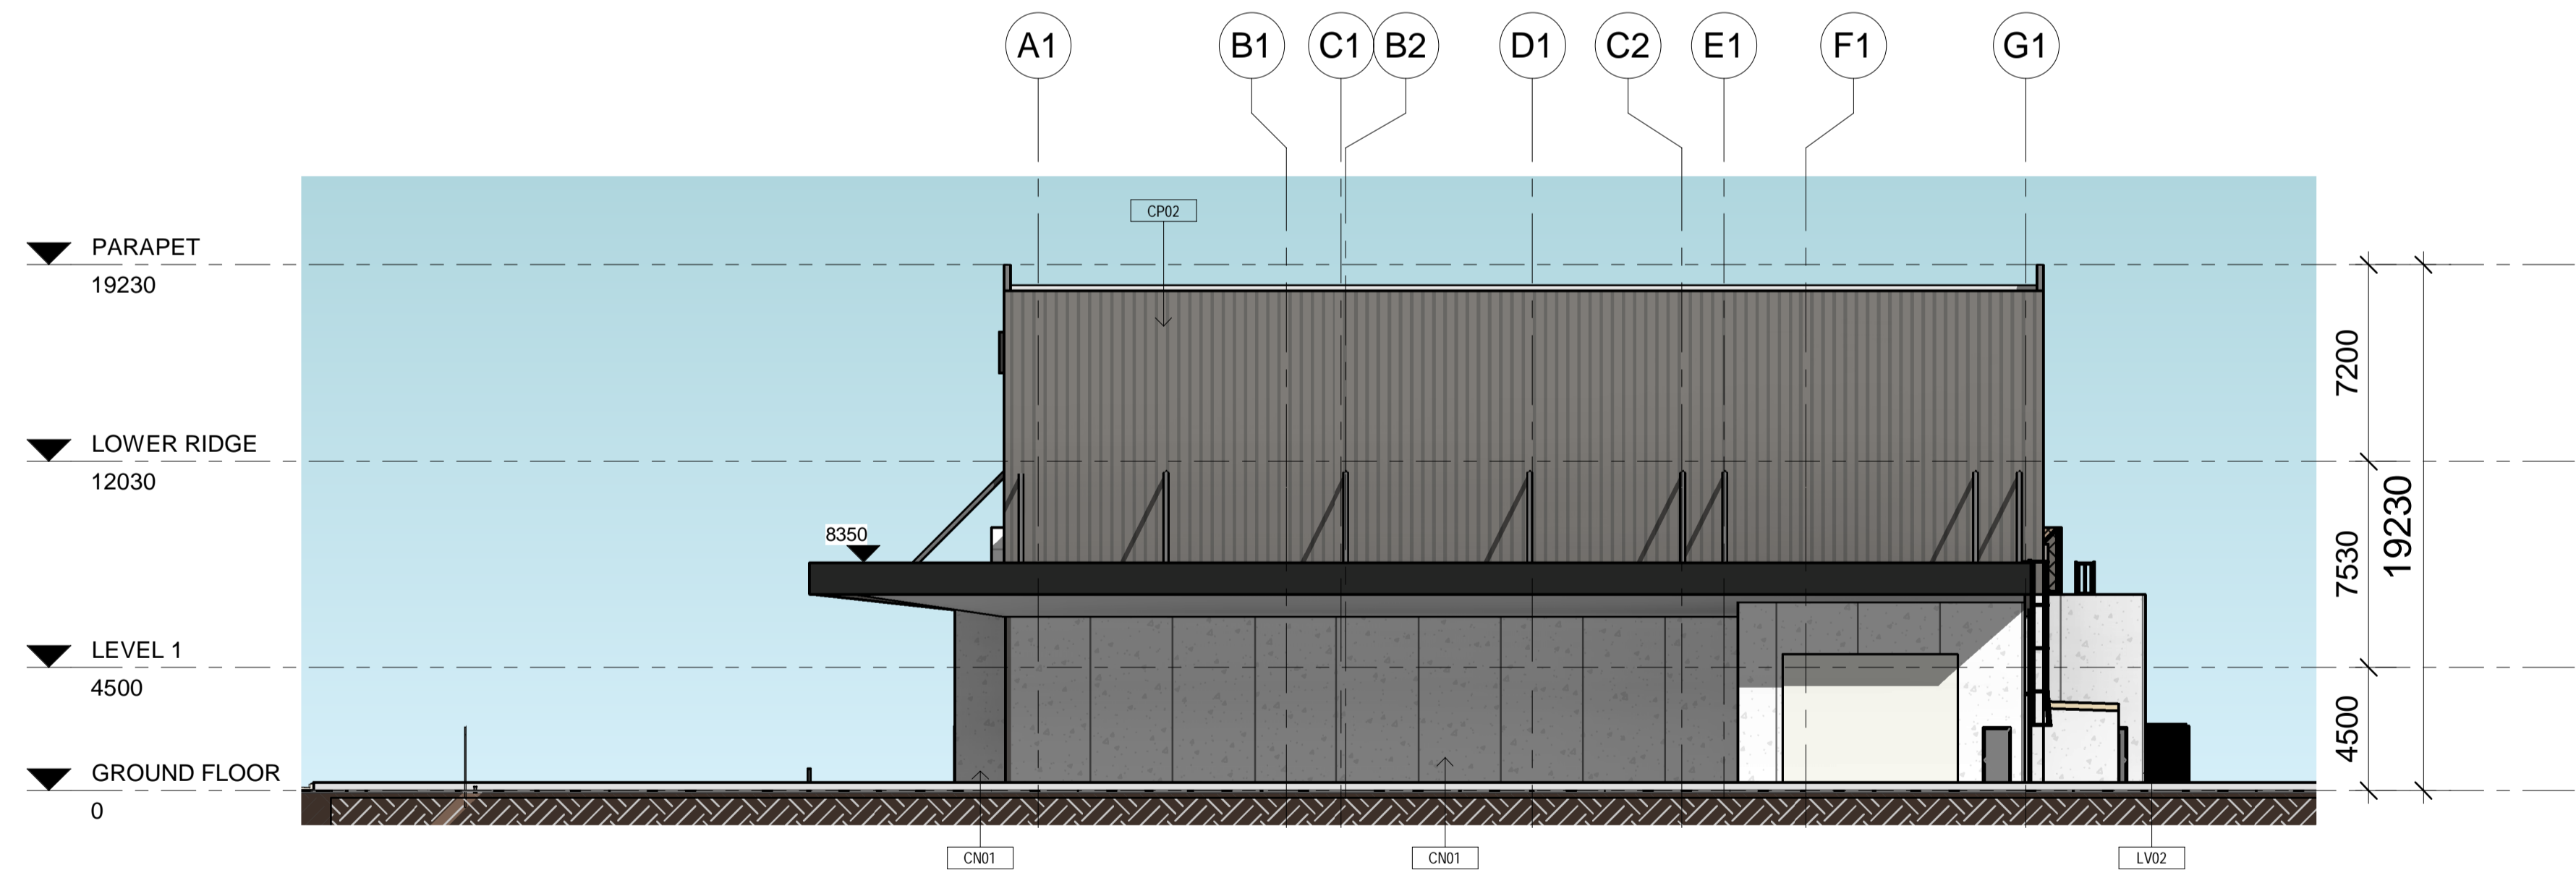 A1
B1
C1
B2
D1
C2
E1
F1
G1
CP02
PARAPET
19230
LOWER RIDGE
12030
8350
LEVEL 1
4500
GROUND FLOOR
0
7200
7530
4500
19230
CN01
CN01
LV02